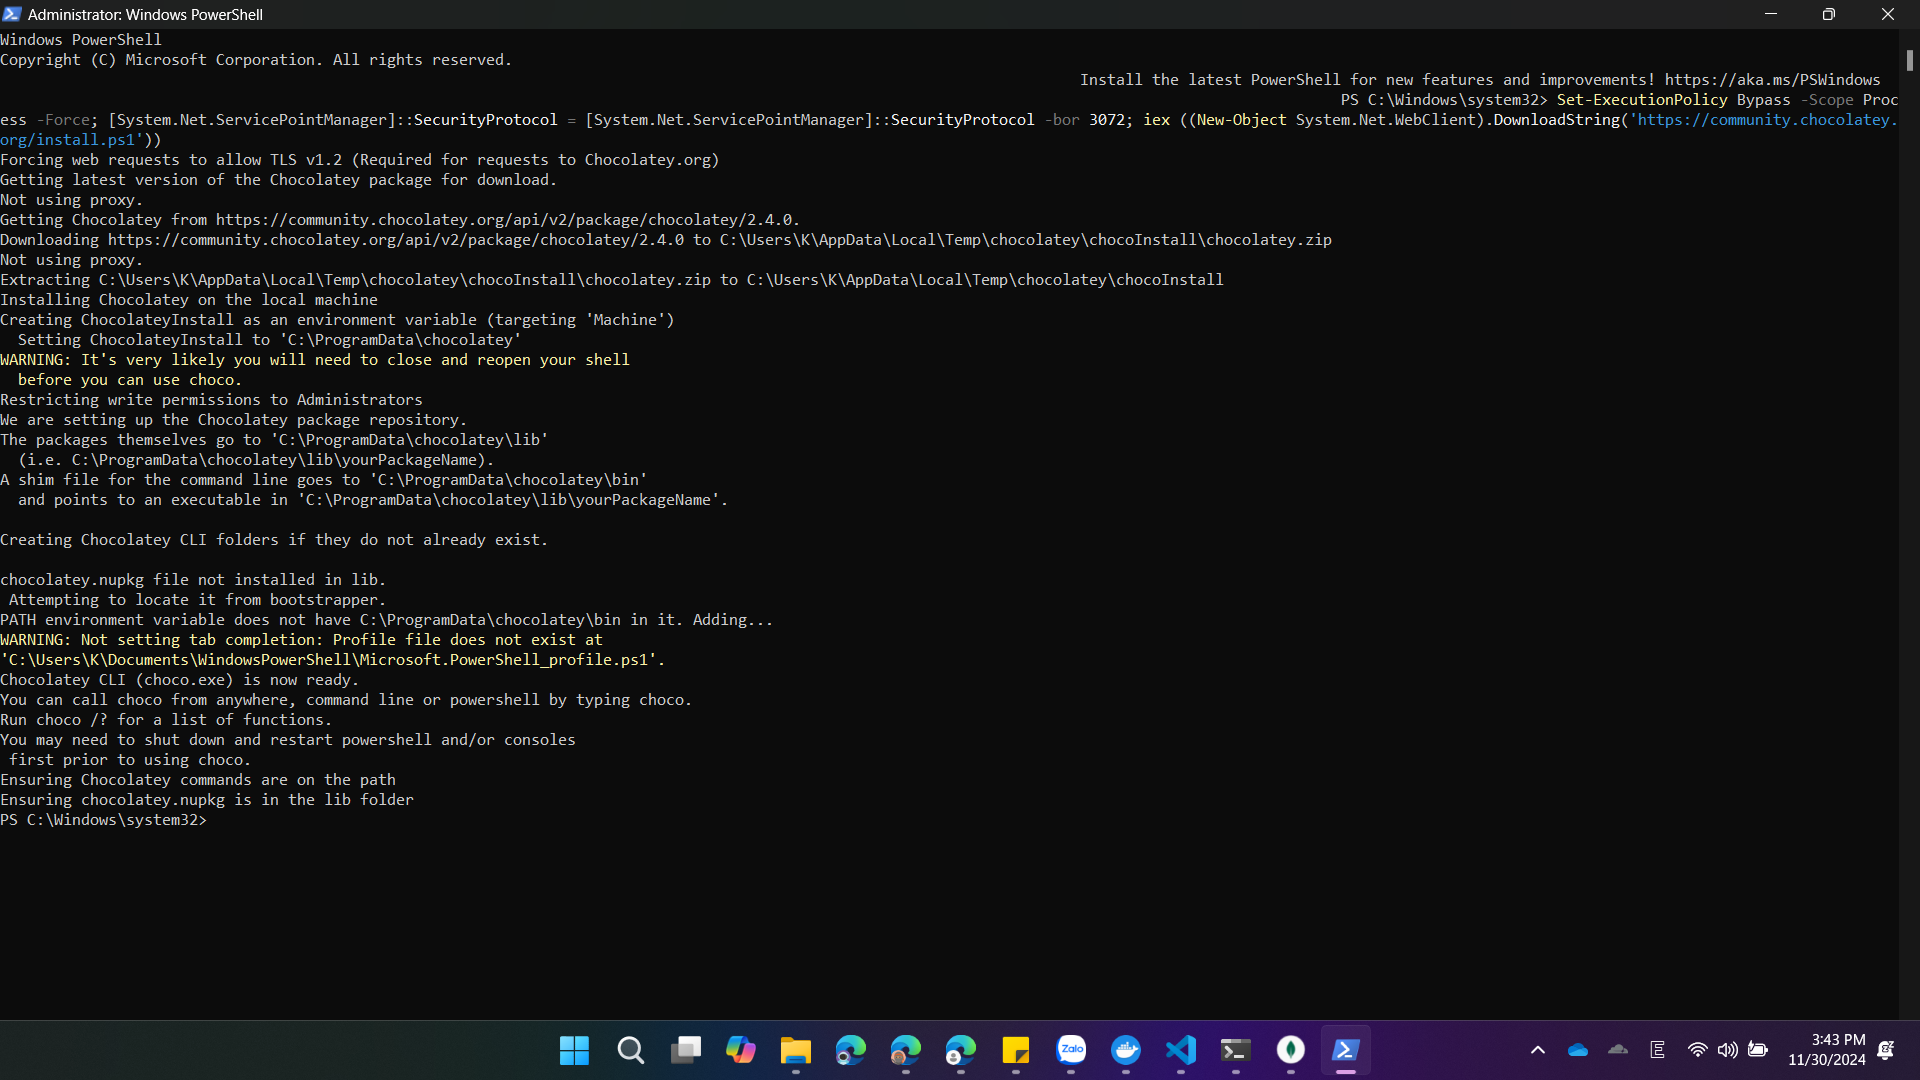 Administrator: Windows PowerShell
Windows PowerShell
Copyright (C) Microsoft Corporation. All rights reserved.
Install the latest PowerShell for new features and improvements! https://aka.ms/PSWindows
PS C:\Windows\system32> Set-ExecutionPolicy Bypass -Scope Proc
ess -Force; [System.Net.ServicePointManager]::SecurityProtocol = [System.Net.ServicePointManager]::SecurityProtocol -bor 3072; iex ((New-Object System.Net.WebClient).DownloadString('https://community.chocolatey.
org/install.ps1'))
Forcing web requests to allow TLS v1.2 (Required for requests to Chocolatey.org)
Getting latest version of the Chocolatey package for download.
Not using proxy.
Getting Chocolatey from https://community.chocolatey.org/api/v2/package/chocolatey/2.4.0.
Downloading https://community.chocolatey.org/api/v2/package/chocolatey/2.4.0 to C:\Users\K\AppData\Local\Temp\chocolatey\chocoInstall\chocolatey.zip
Not using proxy.
Extracting C:\Users\K\AppData\Local\Temp\chocolatey\chocoInstall\chocolatey.zip to C:\Users\K\AppData\Local\Temp\chocolatey\chocoInstall
Installing Chocolatey on the local machine
Creating ChocolateyInstall as an environment variable (targeting 'Machine')
  Setting ChocolateyInstall to 'C:\ProgramData\chocolatey'
WARNING: It's very likely you will need to close and reopen your shell
  before you can use choco.
Restricting write permissions to Administrators
We are setting up the Chocolatey package repository.
The packages themselves go to 'C:\ProgramData\chocolatey\lib'
  (i.e. C:\ProgramData\chocolatey\lib\yourPackageName).
A shim file for the command line goes to 'C:\ProgramData\chocolatey\bin'
  and points to an executable in 'C:\ProgramData\chocolatey\lib\yourPackageName'.
Creating Chocolatey CLI folders if they do not already exist.
chocolatey.nupkg file not installed in lib.
 Attempting to locate it from bootstrapper.
PATH environment variable does not have C:\ProgramData\chocolatey\bin in it. Adding...
WARNING: Not setting tab completion: Profile file does not exist at
'C:\Users\K\Documents\WindowsPowerShell\Microsoft.PowerShell_profile.ps1'.
Chocolatey CLI (choco.exe) is now ready.
You can call choco from anywhere, command line or powershell by typing choco.
Run choco /? for a list of functions.
You may need to shut down and restart powershell and/or consoles
 first prior to using choco.
Ensuring Chocolatey commands are on the path
Ensuring chocolatey.nupkg is in the lib folder
PS C:\Windows\system32>
Zalo
E
3:43 PM
11/30/2024